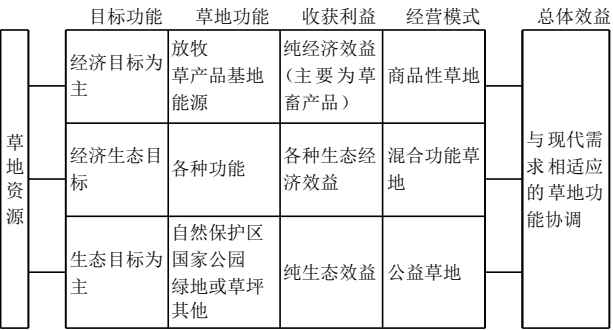 目标功能 草地功能 收获利益 经营模式 总体效益
草地资源
经济目标为主
放牧
草产品基地
能源
纯经济效益
（主要为草
畜产品）
商品性草地
经济生态目
标
各种功能
各种生态经
济效益
混合功能草
地
生态目标为
主
自然保护区
国家公园
绿地或草坪
其他
纯生态效益
公益草地
与现代需
求相适应
的草地功
能协调